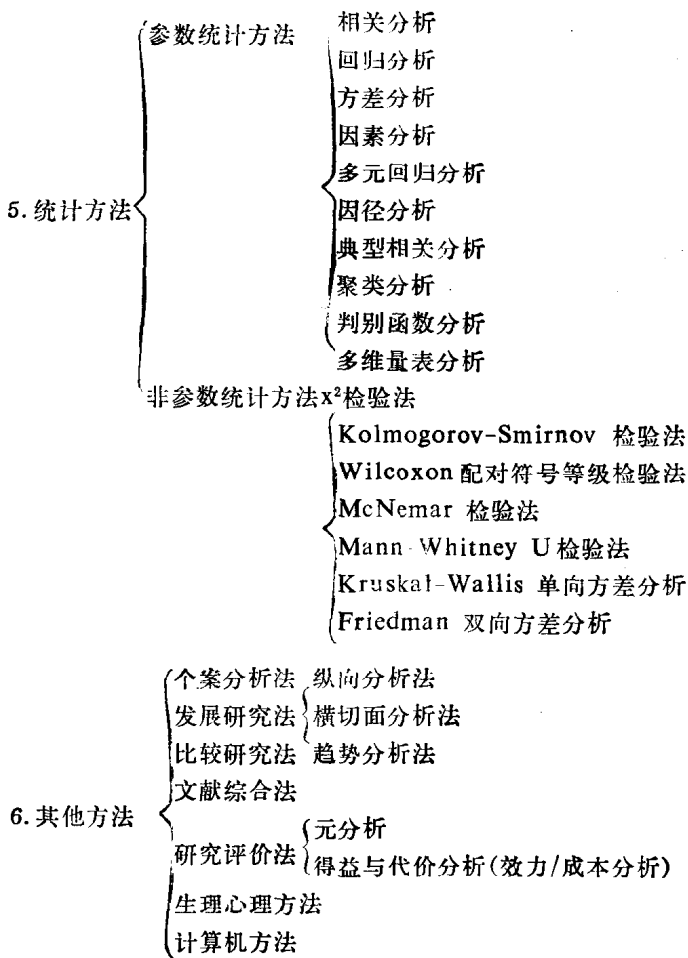 参数统计方法 相关分析
回归分析
方差分析
因素分析
多元回归分析
5.统计方法
因径分析
典型相关分析
聚类分析
判别函数分析
多维量表分析
非参数统计方法x²检验法
Kolmogorov-Smirnov 检验法
Wilcoxon 配对符号等级检验法
McNemar 检验法
Mann-Whitney U检验法
Kruskal-Wallis 单向方差分析
Friedman 双向方差分析
个案分析法 纵向分析法
发展研究法 横切面分析法
比较研究法 趋势分析法
文献综合法
6.其他方法
元分析
研究评价法
得益与代价分析(效力/成本分析)
生理心理方法
计算机方法